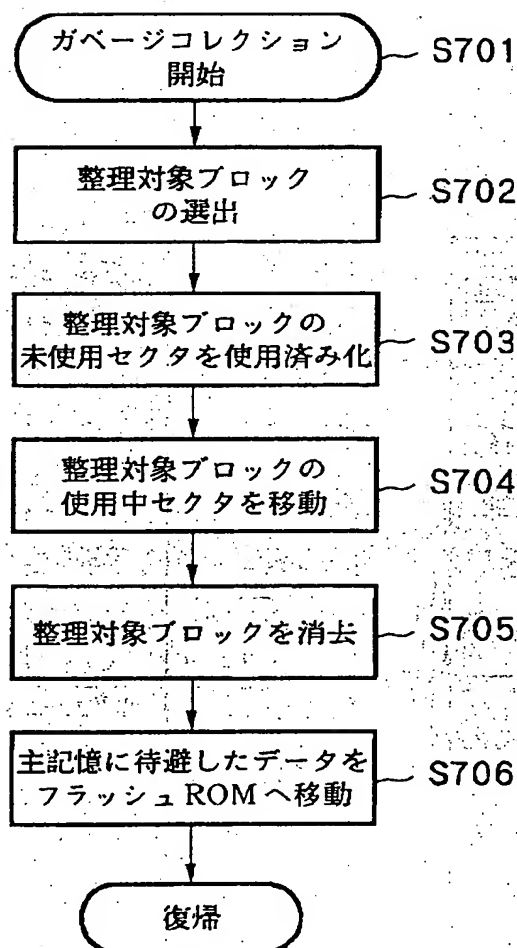 ガベージコレクション
開始
S701
整理対象ブロック
の選出
S702
整理対象ブロックの
未使用セクタを使用済み化
S703
整理対象ブロックの
使用中セクタを移動
S704
整理対象ブロックを消去
S705
主記憶に待避したデータを
フラッシュROMへ移動
S706
復帰